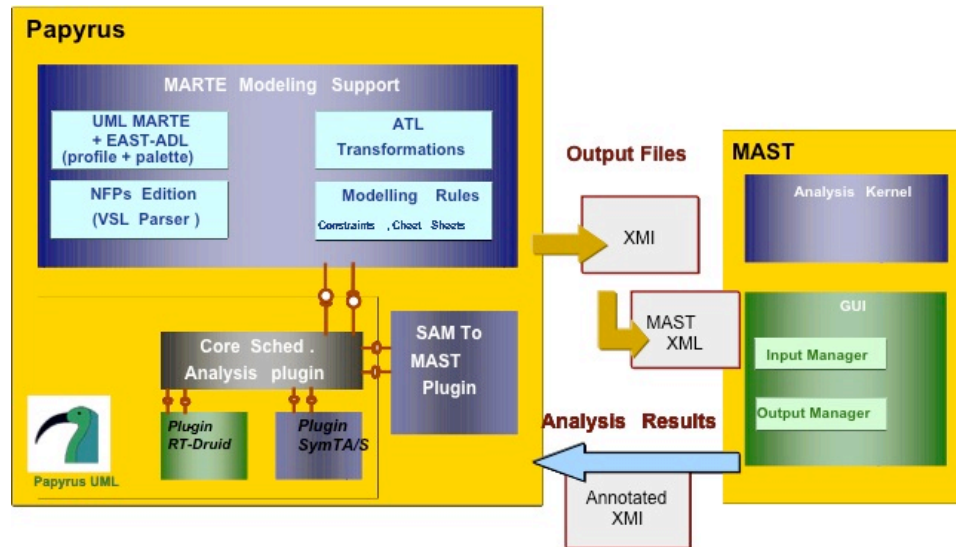 Papyrus
MARTE Modeling Support
UML MARTE
+ EAST-ADL
(profile + palette)
ATL
Transformations
NFPs Edition
(VSL Parser )
Modelling Rules
Constraints , Cheet Sheets
Core Sched .
Analysis plugin
SAM To
MAST
Plugin
Plugin
RT-Druid
Plugin
SymTA/S
Papyrus UML
Output Files
XMI
MAST
XML
Analysis Results
Annotated
XMI
MAST
Analysis Kernel
GUI
Input Manager
Output Manager